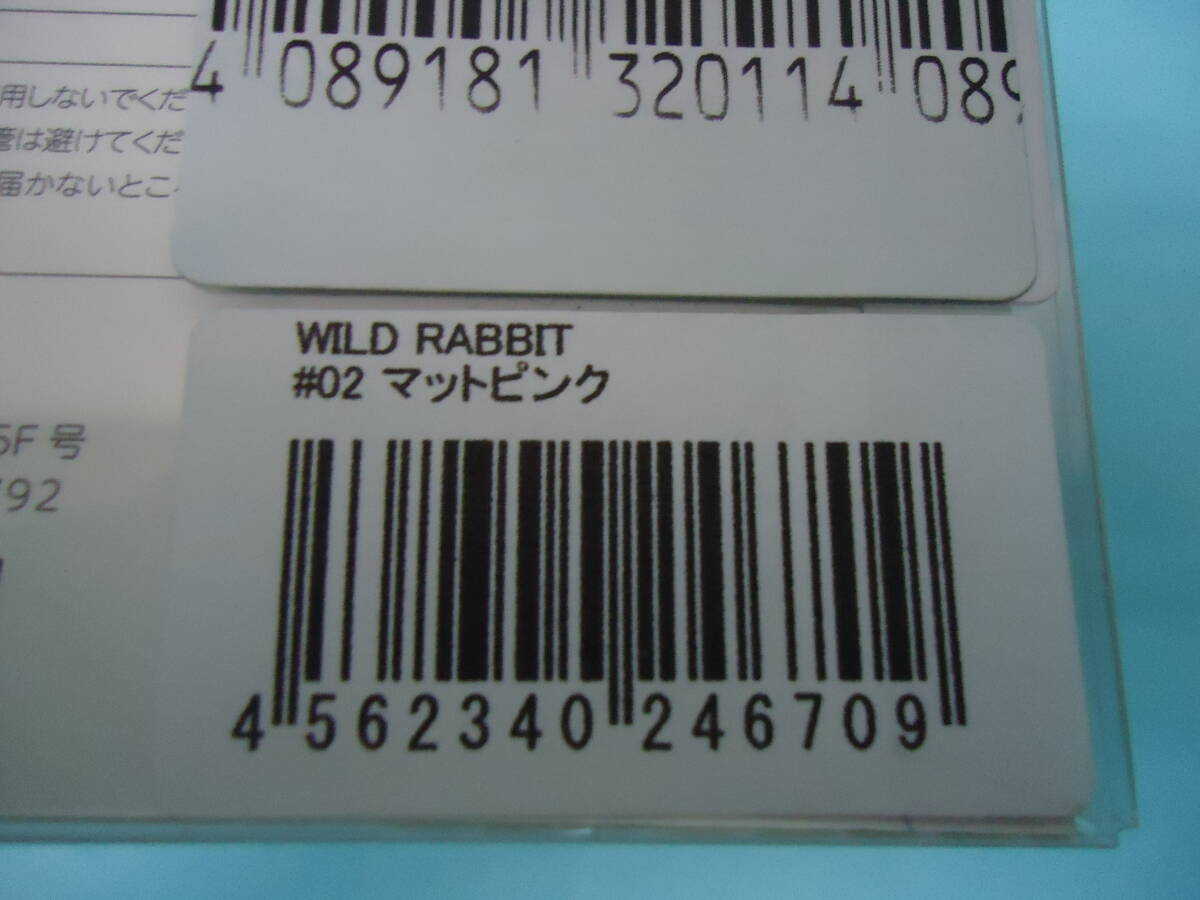 4 089181 320114 089
用しないでくだ
管は避けてくだ
届かないところ
WILD RABBIT
#02 マットピンク
5F 号
792
4 562340 246709